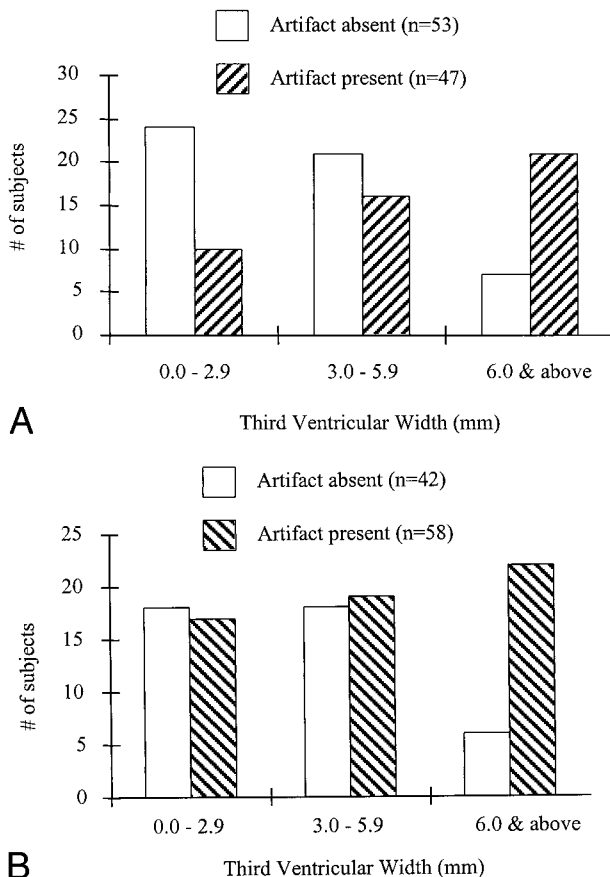 Artifact absent (n=53)
Artifact present (n=47)
30
25
20
15
10
5
0
# of subjects
0.0 - 2.9 3.0 - 5.9 6.0 & above
A Third Ventricular Width (mm)
Artifact absent (n=42)
Artifact present (n=58)
25
20
15
10
5
0
# of subjects
0.0 - 2.9 3.0 - 5.9 6.0 & above
B Third Ventricular Width (mm)